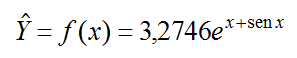 Ŷ = f(x) = 3,2746e^{x+sen x}